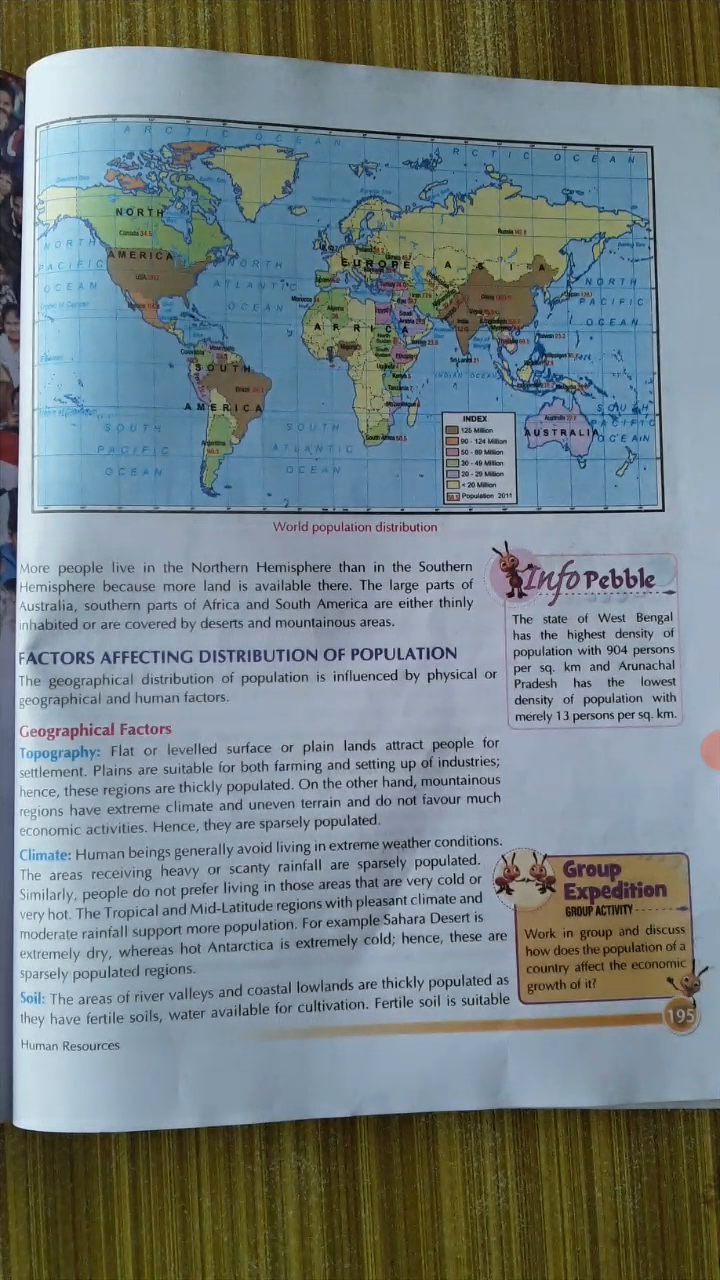 ARCTIC OCEAN
ARCTIC OCEAN
NORTH
Canada 34.5
Russia 142.8
NORTH
AMERICA
NORTH
EUROPE
ASIA
PACIFIC
USA
ATLANTIC
NORTH
OCEAN
OCEAN
PACIFIC
OCEAN
Morocco
Algeria
AFRICA
China
India
Saudi
Arabia
Sri Lanka 21
SOUTH
Brazil
INDIAN OCEAN
AMERICA
Argentina
South Africa 50.5
Australia
AUSTRALIA
SOUTH
PACIFIC
OCEAN
SOUTH
ATLANTIC
OCEAN
SOUTH
PACIFIC
OCEAN
INDEX
125 Million
90 - 124 Million
50 - 89 Million
30 - 49 Million
20 - 29 Million
< 20 Million
Population 2011
World population distribution
More people live in the Northern Hemisphere than in the Southern
Hemisphere because more land is available there. The large parts of
Australia, southern parts of Africa and South America are either thinly
inhabited or are covered by deserts and mountainous areas.
FACTORS AFFECTING DISTRIBUTION OF POPULATION
The geographical distribution of population is influenced by physical or
geographical and human factors.
Geographical Factors
Topography: Flat or levelled surface or plain lands attract people for
settlement. Plains are suitable for both farming and setting up of industries;
hence, these regions are thickly populated. On the other hand, mountainous
regions have extreme climate and uneven terrain and do not favour much
economic activities. Hence, they are sparsely populated.
Climate: Human beings generally avoid living in extreme weather conditions.
The areas receiving heavy or scanty rainfall are sparsely populated.
Similarly, people do not prefer living in those areas that are very cold or
very hot. The Tropical and Mid-Latitude regions with pleasant climate and
moderate rainfall support more population. For example Sahara Desert is
extremely dry, whereas hot Antarctica is extremely cold; hence, these are
sparsely populated regions.
Soil: The areas of river valleys and coastal lowlands are thickly populated as
they have fertile soils, water available for cultivation. Fertile soil is suitable
Info Pebble
The state of West Bengal
has the highest density of
population with 904 persons
per sq. km and Arunachal
Pradesh has the lowest
density of population with
merely 13 persons per sq. km.
Group
Expedition
GROUP ACTIVITY
Work in group and discuss
how does the population of a
country affect the economic
growth of it?
195
Human Resources